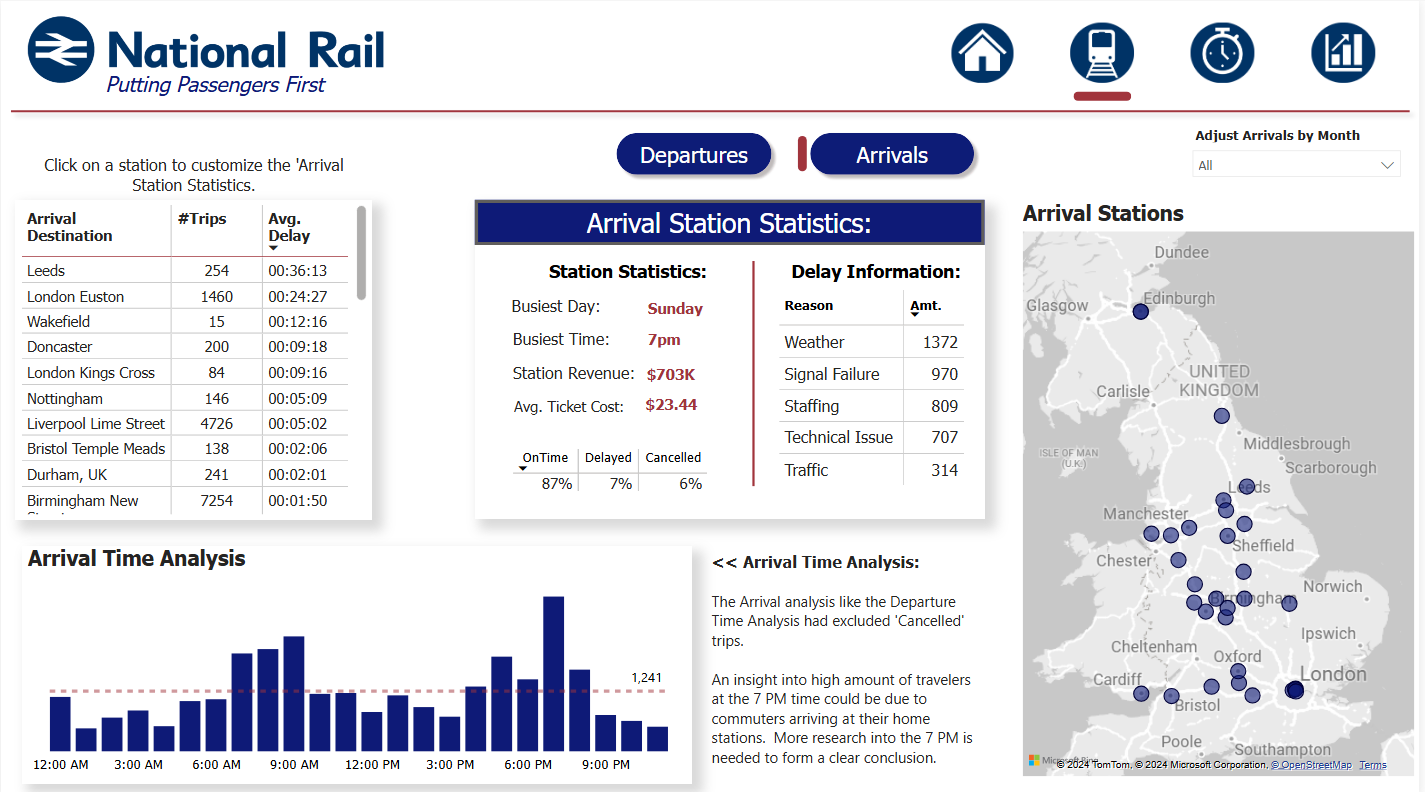 National Rail
Putting Passengers First
Departures
Arrivals
Adjust Arrivals by Month
All
Click on a station to customize the 'Arrival
Station Statistics.
Arrival Destination #Trips Avg. Delay
Leeds 254 00:36:13
London Euston 1460 00:24:27
Wakefield 15 00:12:16
Doncaster 200 00:09:18
London Kings Cross 84 00:09:16
Nottingham 146 00:05:09
Liverpool Lime Street 4726 00:05:02
Bristol Temple Meads 138 00:02:06
Durham, UK 241 00:02:01
Birmingham New 7254 00:01:50
Arrival Station Statistics:
Station Statistics:
Busiest Day: Sunday
Busiest Time: 7pm
Station Revenue: $703K
Avg. Ticket Cost: $23.44
OnTime Delayed Cancelled
87% 7% 6%
Delay Information:
Reason Amt.
Weather 1372
Signal Failure 970
Staffing 809
Technical Issue 707
Traffic 314
Arrival Stations
Dundee
Edinburgh
Glasgow
UNITED
KINGDOM
Carlisle
Middlesbrough
ISLE OF MAN
(U.K.)
Scarborough
Leeds
Manchester
Sheffield
Chester
Norwich
Birmingham
Ipswich
Cheltenham
Oxford
London
Cardiff
Bristol
Poole
Southampton
Microsoft Bing
© 2024 TomTom, © 2024 Microsoft Corporation, © OpenStreetMap Terms
Arrival Time Analysis
1,241
12:00 AM 3:00 AM 6:00 AM 9:00 AM 12:00 PM 3:00 PM 6:00 PM 9:00 PM
<< Arrival Time Analysis:
The Arrival analysis like the Departure
Time Analysis had excluded 'Cancelled'
trips.
An insight into high amount of travelers
at the 7 PM time could be due to
commuters arriving at their home
stations. More research into the 7 PM is
needed to form a clear conclusion.